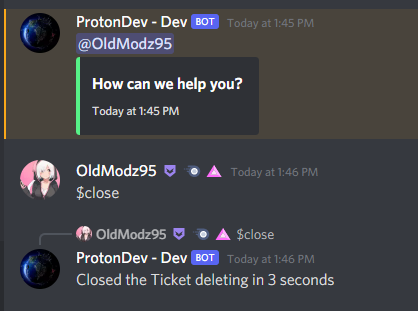 ProtonDev - Dev BOT Today at 1:45 PM
@OldModz95
How can we help you?
Today at 1:45 PM
OldModz95 Today at 1:46 PM
$close
OldModz95 $close
ProtonDev - Dev BOT Today at 1:46 PM
Closed the Ticket deleting in 3 seconds